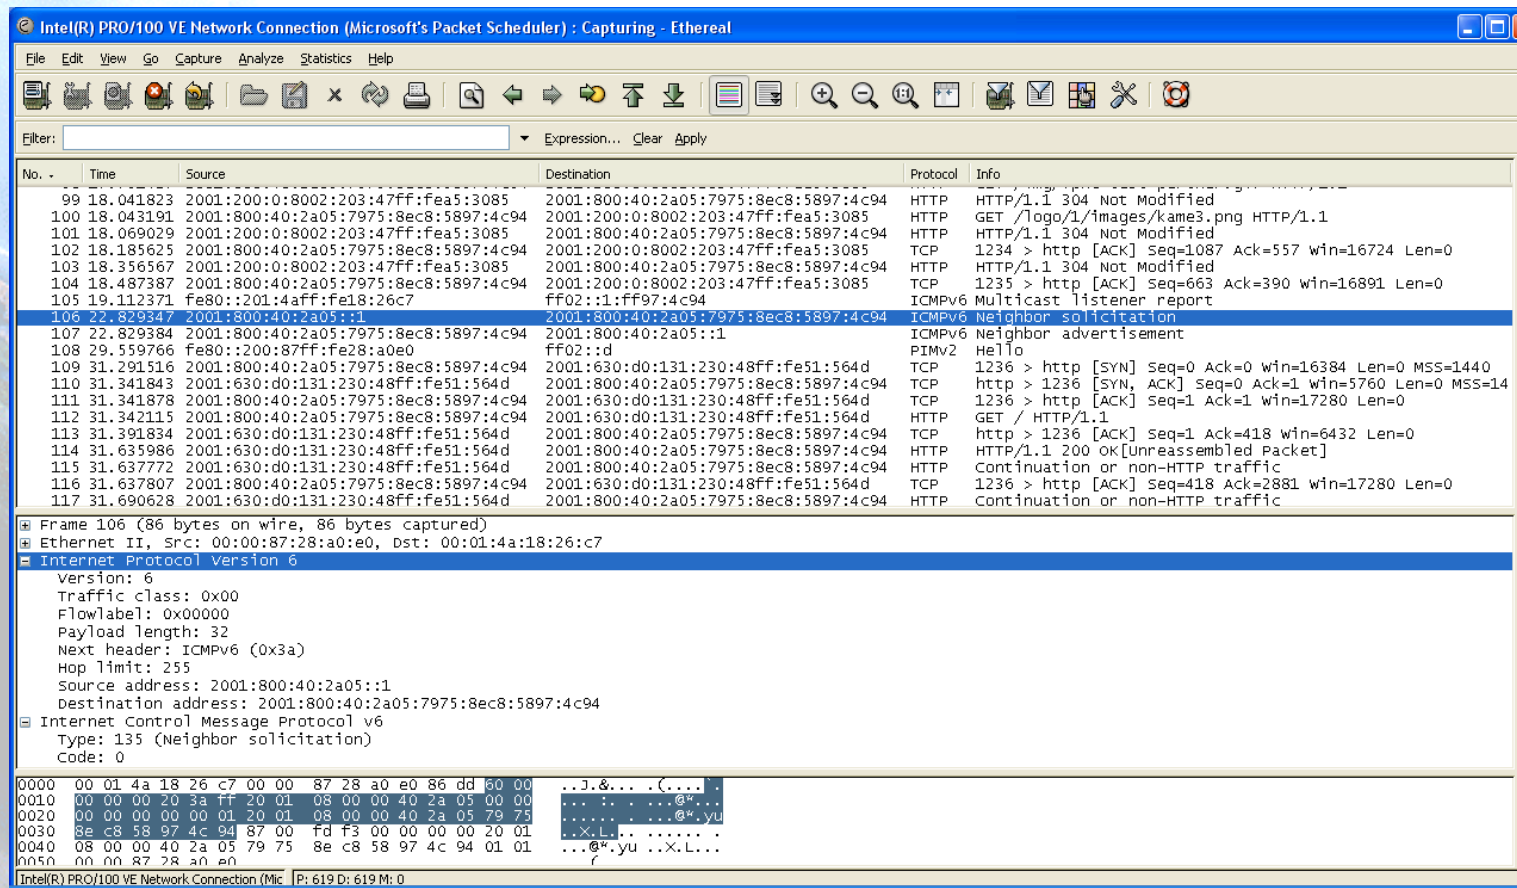 Intel(R) PRO/100 VE Network Connection (Microsoft's Packet Scheduler) : Capturing - Ethereal
File Edit View Go Capture Analyze Statistics Help
Filter: Expression... Clear Apply
No. Time Source Destination Protocol Info
99 18.041823 2001:200:0:8002:203:47ff:fea5:3085 2001:800:40:2a05:7975:8ec8:5897:4c94 HTTP HTTP/1.1 304 Not Modified
100 18.043191 2001:800:40:2a05:7975:8ec8:5897:4c94 2001:200:0:8002:203:47ff:fea5:3085 HTTP GET /logo/1/images/kame3.png HTTP/1.1
101 18.069029 2001:200:0:8002:203:47ff:fea5:3085 2001:800:40:2a05:7975:8ec8:5897:4c94 HTTP HTTP/1.1 304 Not Modified
102 18.185625 2001:800:40:2a05:7975:8ec8:5897:4c94 2001:200:0:8002:203:47ff:fea5:3085 TCP 1234 > http [ACK] Seq=1087 Ack=557 Win=16724 Len=0
103 18.356567 2001:200:0:8002:203:47ff:fea5:3085 2001:800:40:2a05:7975:8ec8:5897:4c94 HTTP HTTP/1.1 304 Not Modified
104 18.487387 2001:800:40:2a05:7975:8ec8:5897:4c94 2001:200:0:8002:203:47ff:fea5:3085 TCP 1235 > http [ACK] Seq=663 Ack=390 Win=16891 Len=0
105 19.112371 fe80::201:4aff:fe18:26c7 ff02::1:ff97:4c94 ICMPv6 Multicast listener report
106 22.829347 2001:800:40:2a05::1 2001:800:40:2a05:7975:8ec8:5897:4c94 ICMPv6 Neighbor solicitation
107 22.829384 2001:800:40:2a05:7975:8ec8:5897:4c94 2001:800:40:2a05::1 ICMPv6 Neighbor advertisement
108 29.559766 fe80::200:87ff:fe28:a0e0 ff02::d PIMv2 Hello
109 31.291516 2001:800:40:2a05:7975:8ec8:5897:4c94 2001:630:d0:131:230:48ff:fe51:564d TCP 1236 > http [SYN] Seq=0 Ack=0 Win=16384 Len=0 MSS=1440
110 31.341843 2001:630:d0:131:230:48ff:fe51:564d 2001:800:40:2a05:7975:8ec8:5897:4c94 TCP http > 1236 [SYN, ACK] Seq=0 Ack=1 Win=5760 Len=0 MSS=14
111 31.341878 2001:800:40:2a05:7975:8ec8:5897:4c94 2001:630:d0:131:230:48ff:fe51:564d TCP 1236 > http [ACK] Seq=1 Ack=1 Win=17280 Len=0
112 31.342115 2001:800:40:2a05:7975:8ec8:5897:4c94 2001:630:d0:131:230:48ff:fe51:564d HTTP GET / HTTP/1.1
113 31.391834 2001:630:d0:131:230:48ff:fe51:564d 2001:800:40:2a05:7975:8ec8:5897:4c94 TCP http > 1236 [ACK] Seq=1 Ack=418 Win=6432 Len=0
114 31.635986 2001:630:d0:131:230:48ff:fe51:564d 2001:800:40:2a05:7975:8ec8:5897:4c94 HTTP HTTP/1.1 200 OK[Unreassembled Packet]
115 31.637772 2001:630:d0:131:230:48ff:fe51:564d 2001:800:40:2a05:7975:8ec8:5897:4c94 HTTP Continuation or non-HTTP traffic
116 31.637807 2001:800:40:2a05:7975:8ec8:5897:4c94 2001:630:d0:131:230:48ff:fe51:564d TCP 1236 > http [ACK] Seq=418 Ack=2881 Win=17280 Len=0
117 31.690628 2001:630:d0:131:230:48ff:fe51:564d 2001:800:40:2a05:7975:8ec8:5897:4c94 HTTP Continuation or non-HTTP traffic
Frame 106 (86 bytes on wire, 86 bytes captured)
Ethernet II, Src: 00:00:87:28:a0:e0, Dst: 00:01:4a:18:26:c7
Internet Protocol Version 6
Version: 6
Traffic class: 0x00
Flowlabel: 0x00000
Payload length: 32
Next header: ICMPv6 (0x3a)
Hop limit: 255
Source address: 2001:800:40:2a05::1
Destination address: 2001:800:40:2a05:7975:8ec8:5897:4c94
Internet Control Message Protocol v6
Type: 135 (Neighbor solicitation)
Code: 0
0000 00 01 4a 18 26 c7 00 00 87 28 a0 e0 86 dd 60 00 ..J.&... .(....`.
0010 00 00 00 20 3a ff 20 01 08 00 00 40 2a 05 00 00 ... :. . ...@*...
0020 00 00 00 00 00 01 20 01 08 00 00 40 2a 05 79 75 ...... . ...@*.yu
0030 8e c8 58 97 4c 94 87 00 fd f3 00 00 00 00 20 01 ..X.L... ...... .
0040 08 00 00 40 2a 05 79 75 8e c8 58 97 4c 94 01 01 ...@*.yu ..X.L...
0050 00 00 87 28 a0 e0
Intel(R) PRO/100 VE Network Connection (Mic P: 619 D: 619 M: 0